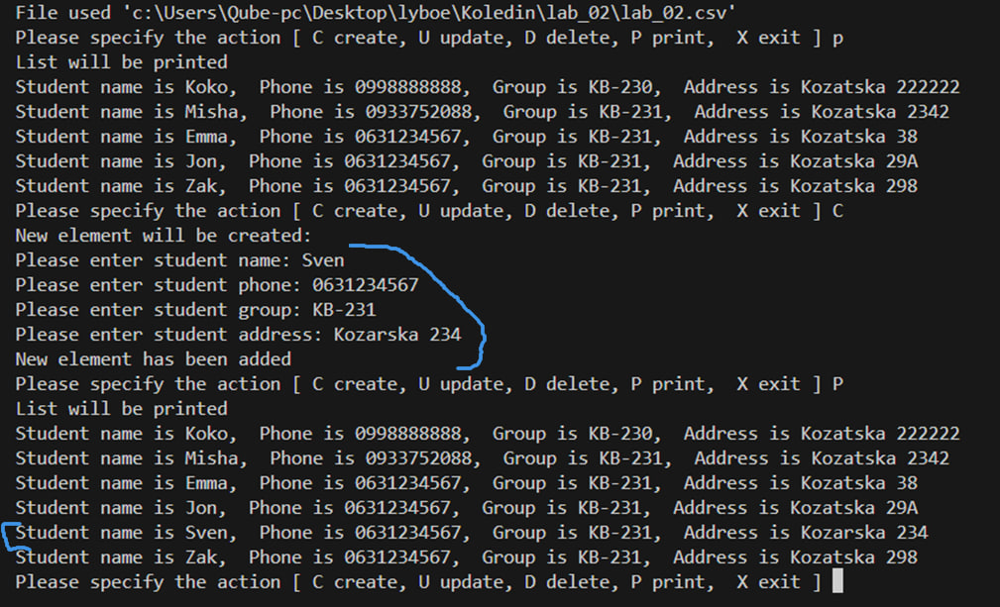 File used 'c:\Users\Qube-pc\Desktop\lyboe\Koledin\lab_02\lab_02.csv'
Please specify the action [ C create, U update, D delete, P print,  X exit ] p
List will be printed
Student name is Koko,  Phone is 0998888888,  Group is KB-230,  Address is Kozatska 222222
Student name is Misha,  Phone is 0933752088,  Group is KB-231,  Address is Kozatska 2342
Student name is Emma,  Phone is 0631234567,  Group is KB-231,  Address is Kozatska 38
Student name is Jon,  Phone is 0631234567,  Group is KB-231,  Address is Kozatska 29A
Student name is Zak,  Phone is 0631234567,  Group is KB-231,  Address is Kozatska 298
Please specify the action [ C create, U update, D delete, P print,  X exit ] C
New element will be created:
Please enter student name: Sven
Please enter student phone: 0631234567
Please enter student group: KB-231
Please enter student address: Kozarska 234
New element has been added
Please specify the action [ C create, U update, D delete, P print,  X exit ] P
List will be printed
Student name is Koko,  Phone is 0998888888,  Group is KB-230,  Address is Kozatska 222222
Student name is Misha,  Phone is 0933752088,  Group is KB-231,  Address is Kozatska 2342
Student name is Emma,  Phone is 0631234567,  Group is KB-231,  Address is Kozatska 38
Student name is Jon,  Phone is 0631234567,  Group is KB-231,  Address is Kozatska 29A
Student name is Sven,  Phone is 0631234567,  Group is KB-231,  Address is Kozarska 234
Student name is Zak,  Phone is 0631234567,  Group is KB-231,  Address is Kozatska 298
Please specify the action [ C create, U update, D delete, P print,  X exit ]